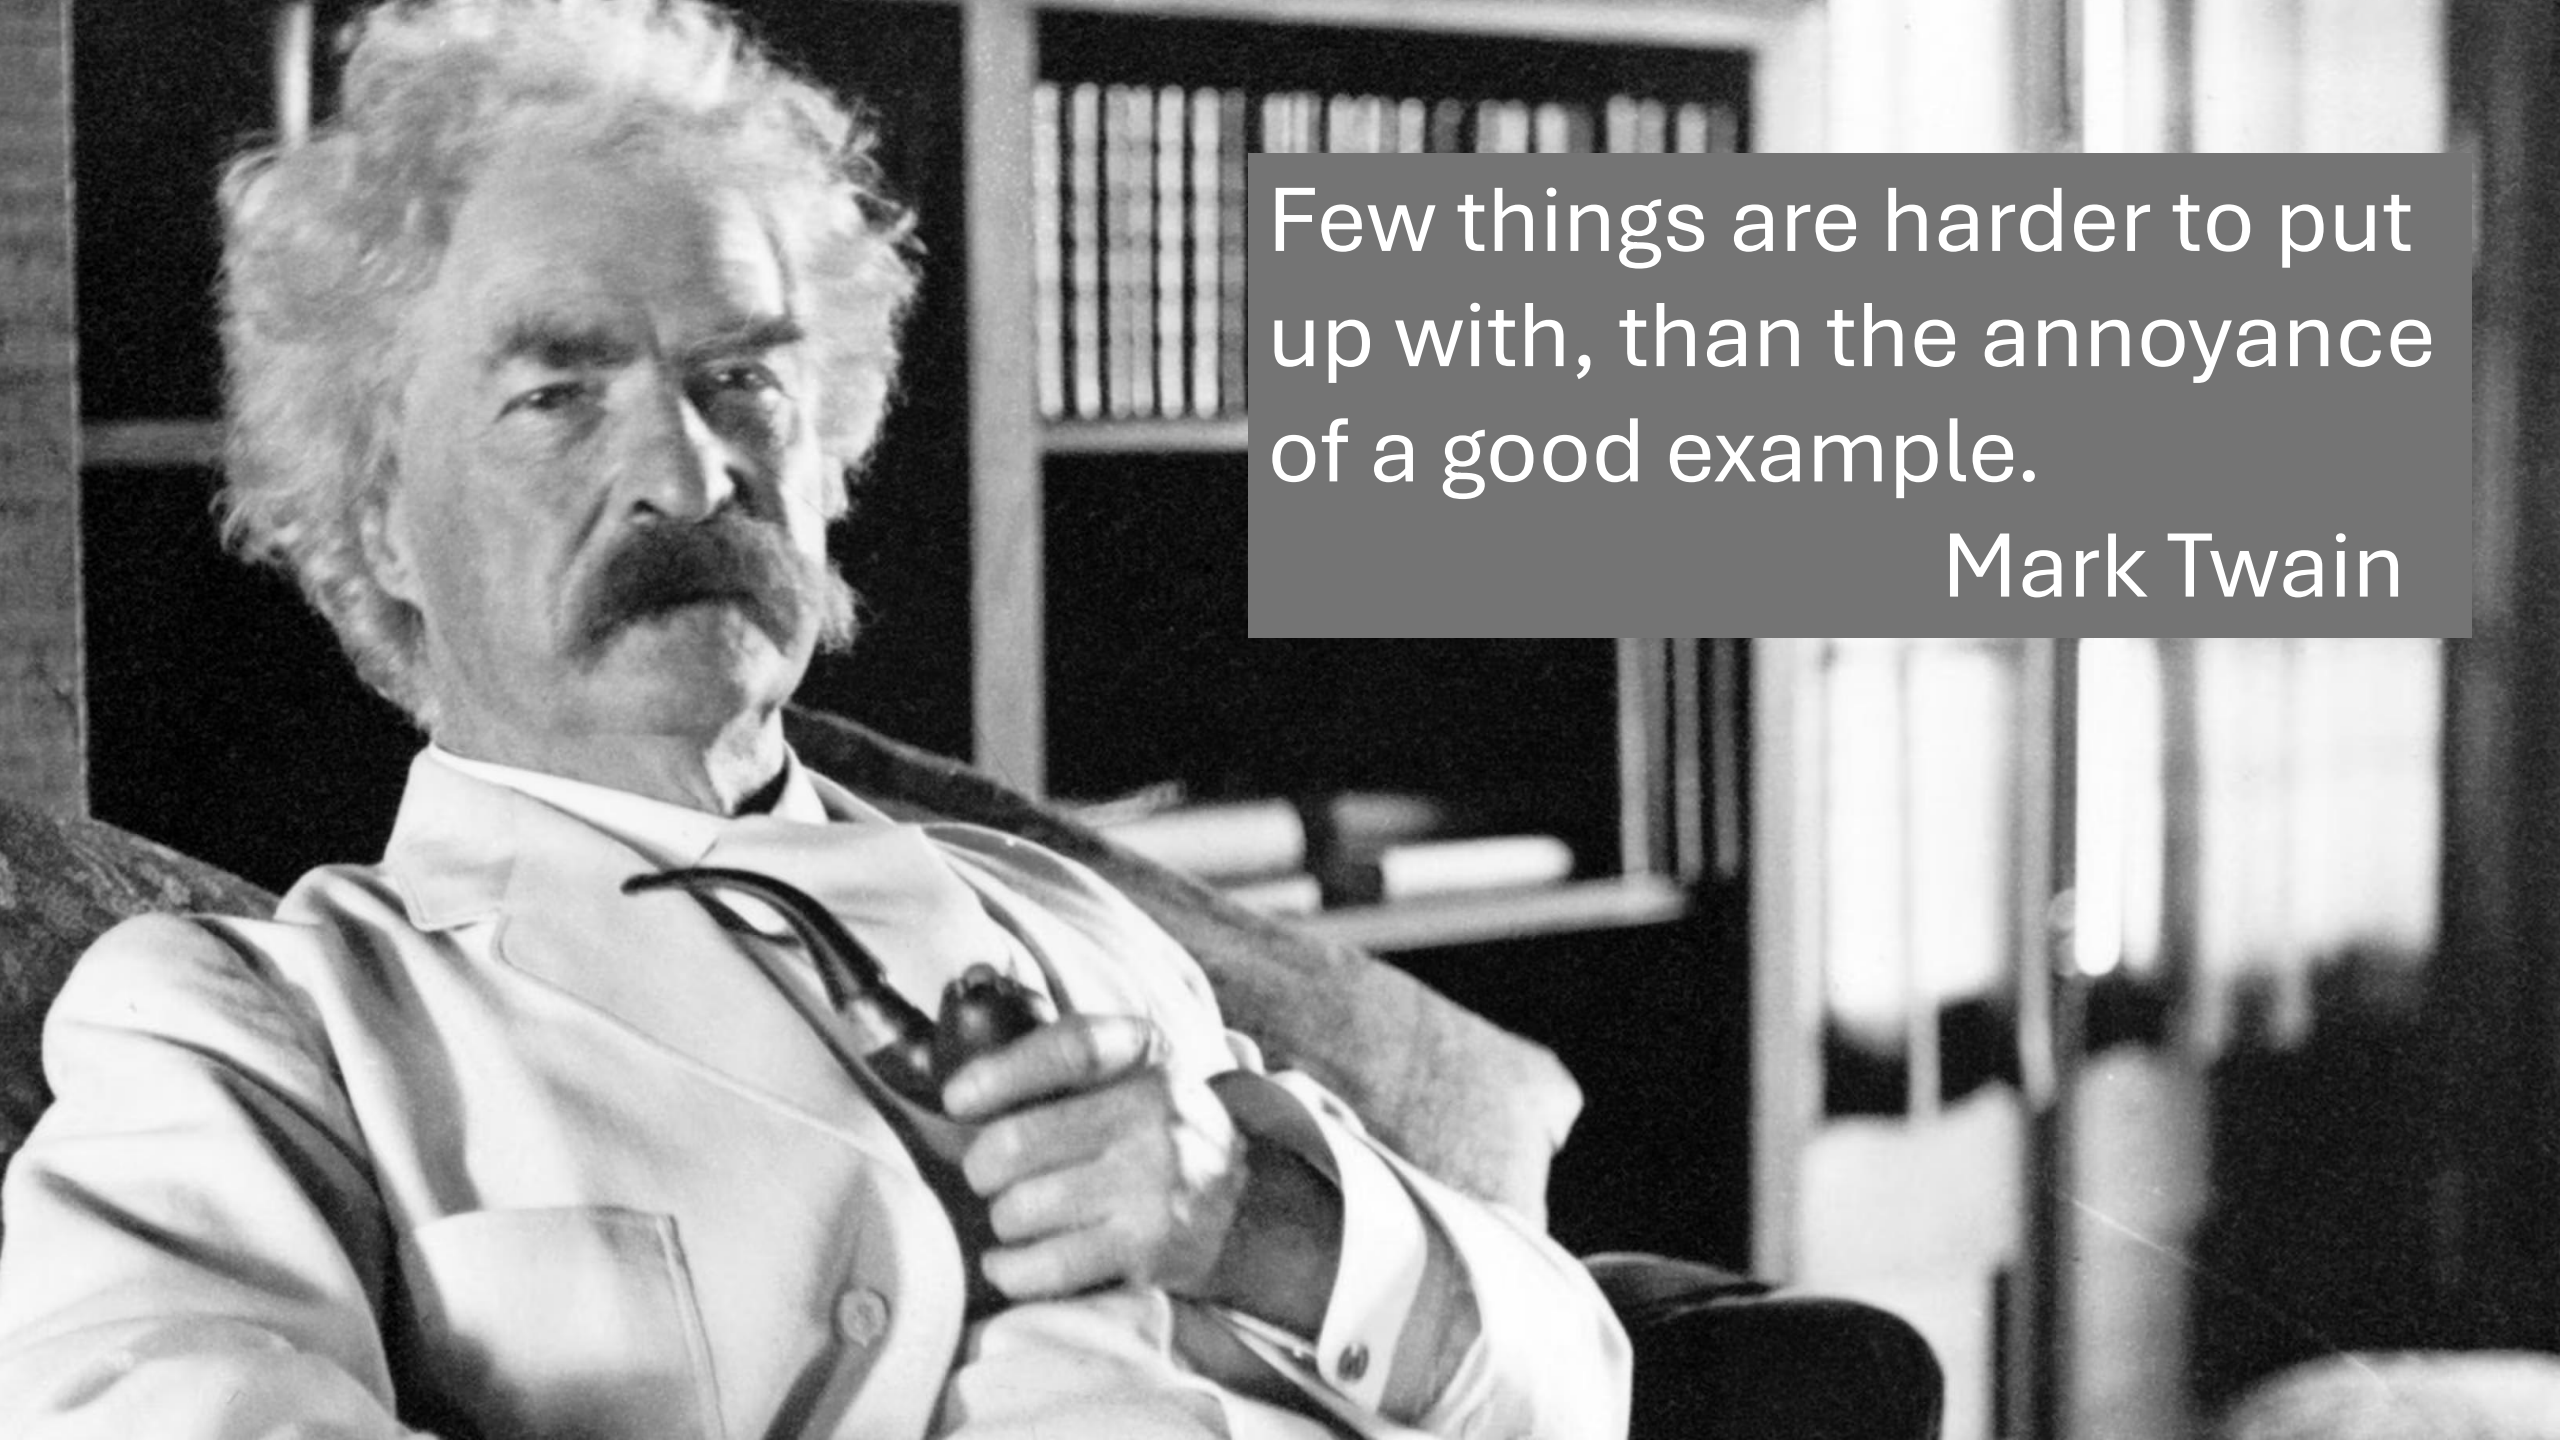 Few things are harder to put
up with, than the annoyance
of a good example.
Mark Twain